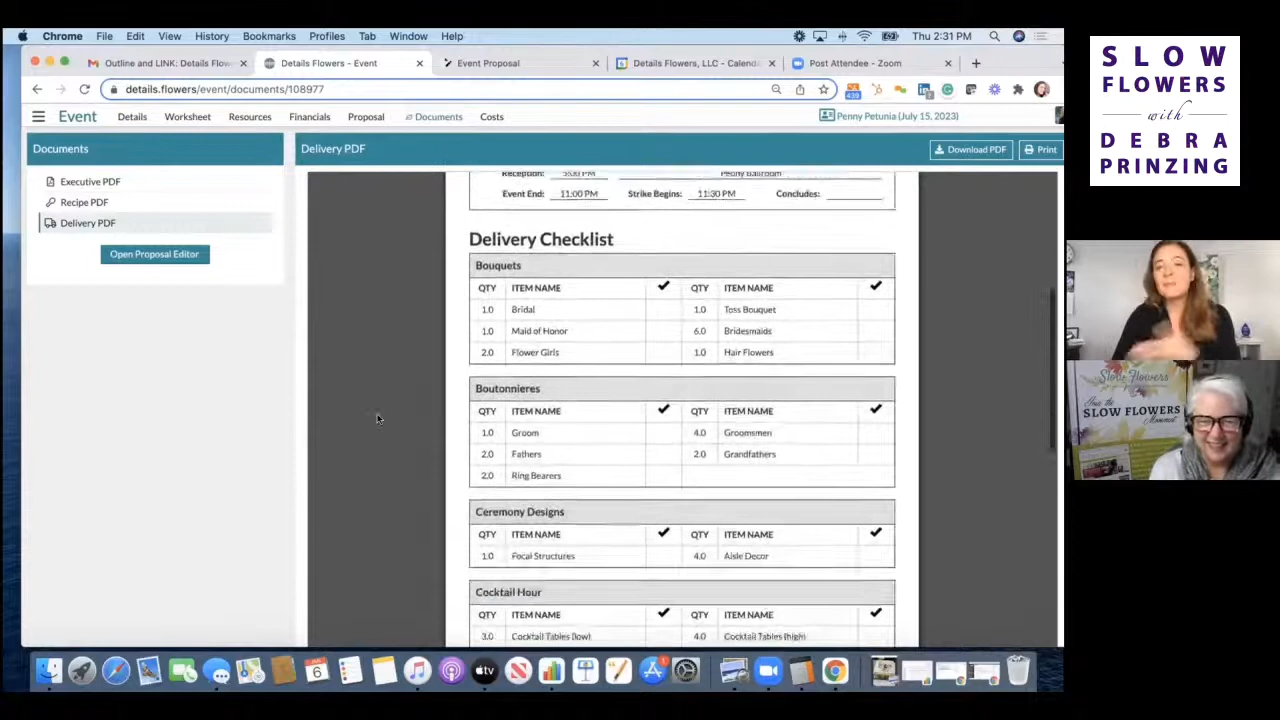 Chrome File Edit View History Bookmarks Profiles Tab Window Help Thu 2:31 PM
Outline and LINK: Details Flow Details Flowers - Event Event Proposal Details Flowers, LLC - Calend Post Attendee - Zoom
details.flowers/event/documents/108977
Event Details Worksheet Resources Financials Proposal Documents Costs Penny Petunia (July 15, 2023)
Documents
Executive PDF
Recipe PDF
Delivery PDF
Open Proposal Editor
Delivery PDF Download PDF Print
Reception: 5:00 PM Peony Ballroom
Event End: 11:00 PM Strike Begins: 11:30 PM Concludes:
Delivery Checklist
Bouquets
QTY ITEM NAME QTY ITEM NAME
1.0 Bridal 1.0 Toss Bouquet
1.0 Maid of Honor 6.0 Bridesmaids
2.0 Flower Girls 1.0 Hair Flowers
Boutonnieres
QTY ITEM NAME QTY ITEM NAME
1.0 Groom 4.0 Groomsmen
2.0 Fathers 2.0 Grandfathers
2.0 Ring Bearers
Ceremony Designs
QTY ITEM NAME QTY ITEM NAME
1.0 Focal Structures 4.0 Aisle Decor
Cocktail Hour
QTY ITEM NAME QTY ITEM NAME
3.0 Cocktail Tables (low) 4.0 Cocktail Tables (high)
SLOW
FLOWERS
with
DEBRA
PRINZING
Slow Flowers
Join the
SLOW FLOWERS
Movement